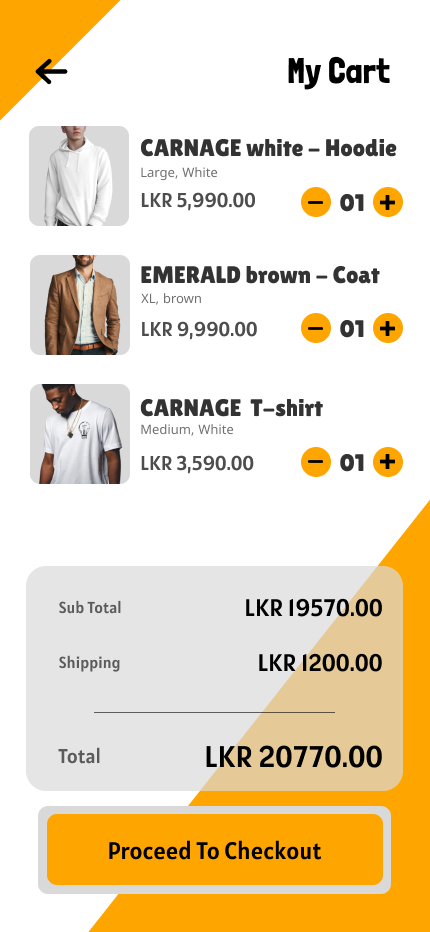 My Cart
CARNAGE white - Hoodie
Large, White
LKR 5,990.00
01
EMERALD brown - Coat
XL, brown
LKR 9,990.00
01
CARNAGE T-shirt
Medium, White
LKR 3,590.00
01
Sub Total LKR 19570.00
Shipping LKR 1200.00
Total LKR 20770.00
Proceed To Checkout